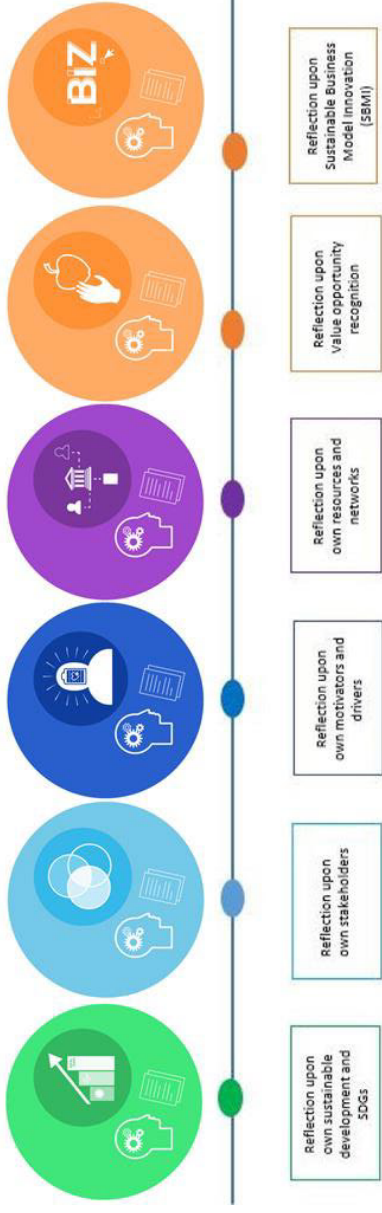 Reflection upon
own sustainable
development and
SDGs
Reflection upon
own stakeholders
Reflection upon
own motivators and
drivers
Reflection upon
own resources and
networks
Reflection upon
Value opportunity
recognition
BIZ
Reflection upon
Sustainable Business
Model Innovation
(SBMI)